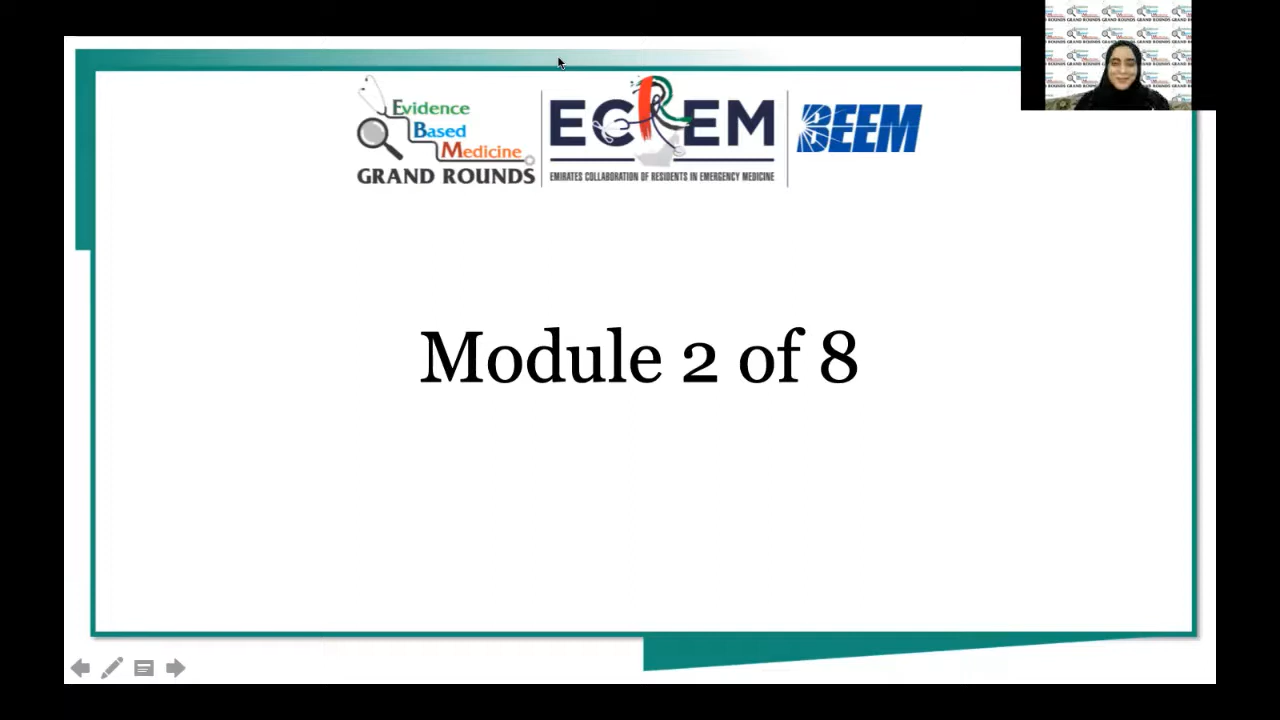 Evidence
Based
Medicine
GRAND ROUNDS
ECREM
EMIRATES COLLABORATION OF RESIDENTS IN EMERGENCY MEDICINE
BEEM
Module 2 of 8